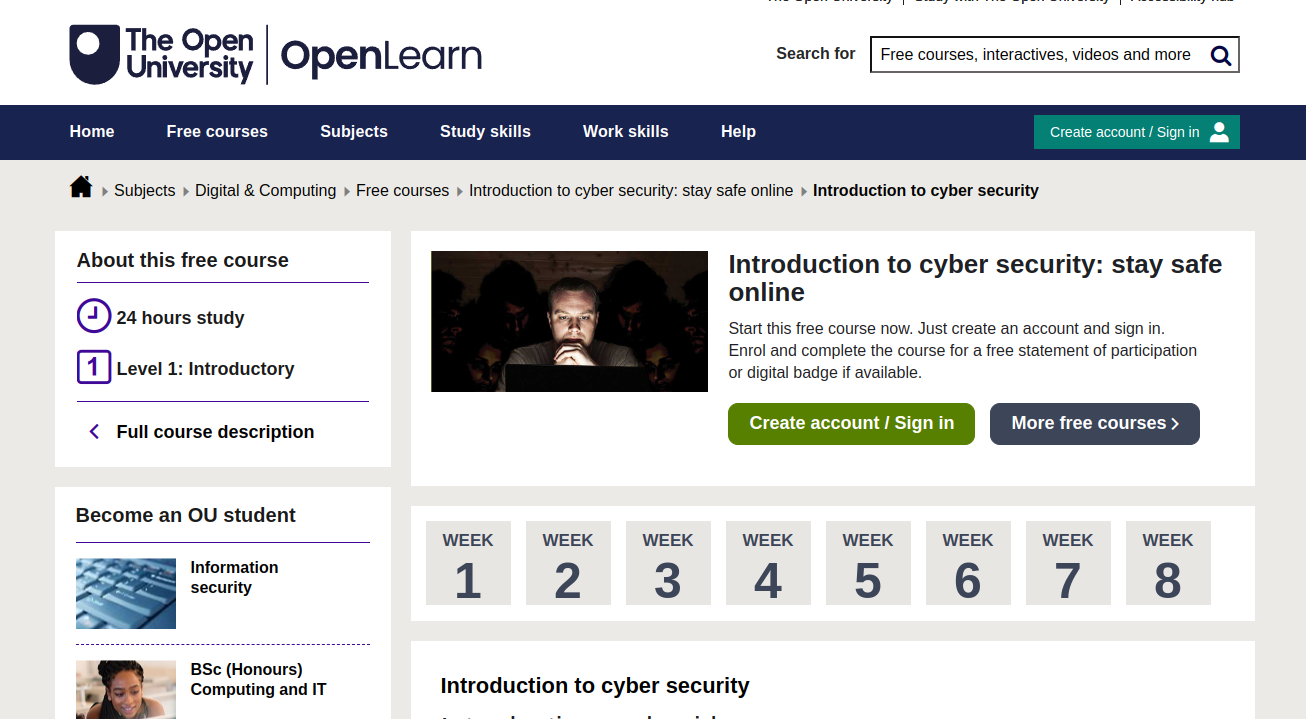 The Open University
Study with The Open University
Accessibility hub
The Open
University
OpenLearn
Search for
Free courses, interactives, videos and more
Home
Free courses
Subjects
Study skills
Work skills
Help
Create account / Sign in
Subjects
Digital & Computing
Free courses
Introduction to cyber security: stay safe online
Introduction to cyber security
About this free course
24 hours study
1
Level 1: Introductory
Full course description
Become an OU student
Information
security
BSc (Honours)
Computing and IT
Introduction to cyber security: stay safe
online
Start this free course now. Just create an account and sign in.
Enrol and complete the course for a free statement of participation
or digital badge if available.
Create account / Sign in
More free courses
WEEK
1
WEEK
2
WEEK
3
WEEK
4
WEEK
5
WEEK
6
WEEK
7
WEEK
8
Introduction to cyber security